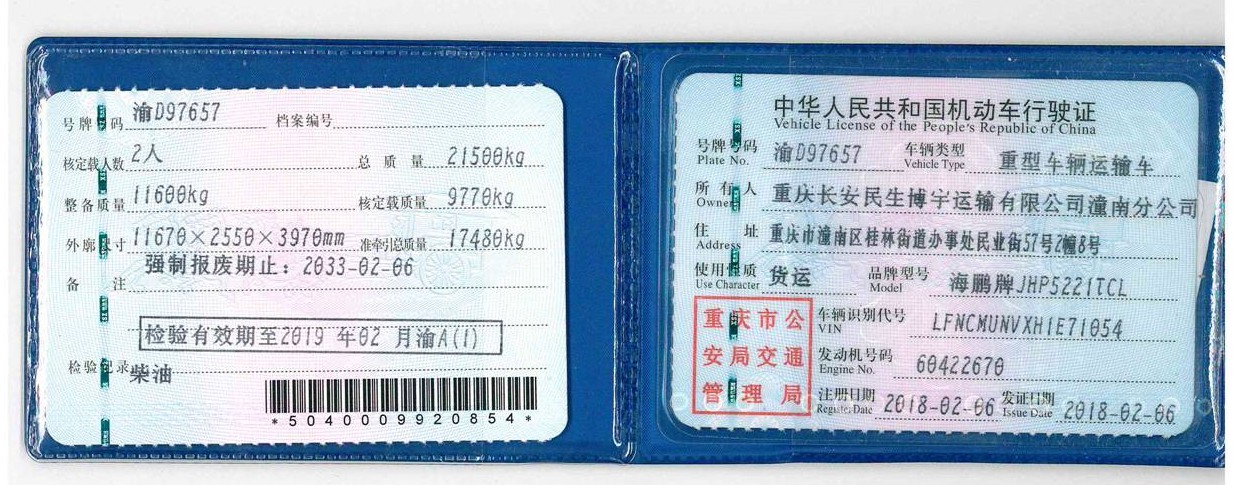 号牌号码 渝D97657 档案编号
核定载人数 2人 总质量 21500kg
整备质量 11600kg 核定载质量 9770kg
外廓尺寸 11670×2550×3970mm 准牵引总质量 17480kg
强制报废期止：2033-02-06
备注
检验有效期至2019 年02 月渝A(1)
检验记录 柴油
*5040009920854*
中华人民共和国机动车行驶证
Vehicle License of the People's Republic of China
号牌号码 渝D97657 车辆类型 重型车辆运输车
Plate No. Vehicle Type
所有人 重庆长安民生博宇运输有限公司潼南分公司
Owner
住址 重庆市潼南区桂林街道办事处民业街57号2幢8号
Address
使用性质 货运 品牌型号 海鹏牌JHP5221TCL
Use Character Model
重庆市公
安局交通
管理局
车辆识别代号 LFNCMUNVXH1E71054
VIN
发动机号码 60422670
Engine No.
注册日期 2018-02-06 发证日期 2018-02-06
Register Date Issue Date